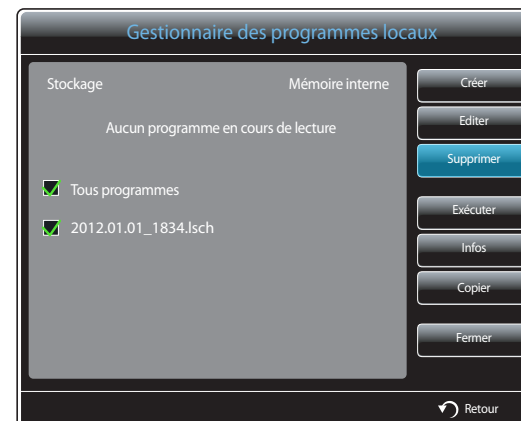 Gestionnaire des programmes locaux
Stockage Mémoire interne
Aucun programme en cours de lecture
Tous programmes
2012.01.01_1834.lsch
Créer
Editer
Supprimer
Exécuter
Infos
Copier
Fermer
Retour